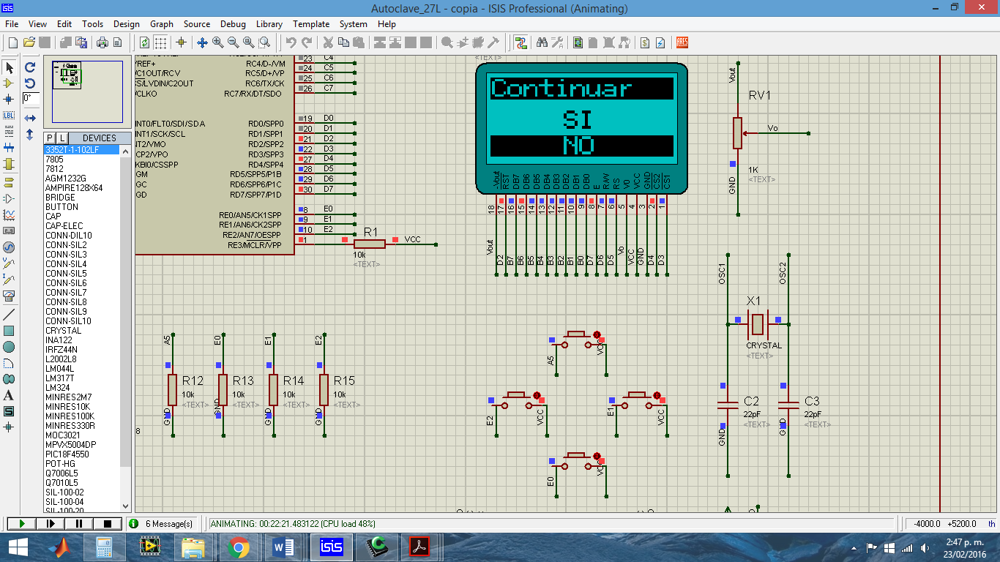 Autoclave_27L - copia - ISIS Professional (Animating)
File View Edit Tools Design Graph Source Debug Library Template System Help
0°
LBL
A
S
P L DEVICES
3352T-1-102LF
7805
7812
AGM1232G
AMPIRE128X64
BRIDGE
BUTTON
CAP
CAP-ELEC
CONN-DIL10
CONN-SIL2
CONN-SIL3
CONN-SIL4
CONN-SIL5
CONN-SIL6
CONN-SIL7
CONN-SIL8
CONN-SIL9
CONN-SIL10
CRYSTAL
INA122
IRFZ44N
L2002L8
LM044L
LM317T
LM324
MINRES2M7
MINRES10K
MINRES100K
MINRES330R
MOC3021
MPVX5004DP
PIC18F4550
POT-HG
Q7006L5
Q7010L5
SIL-100-02
SIL-100-04
SIL-100-20
/REF+ RC4/D-/VM 23 C4
/C1OUT/RCV RC5/D+/VP 24 C5
S/LVDIN/C2OUT RC6/TX/CK 25 C6
/CLKO RC7/RX/DT/SDO 26 C7
INT0/FLT0/SDI/SDA RD0/SPP0 19 D0
INT1/SCK/SCL RD1/SPP1 20 D1
NT2/VMO RD2/SPP2 21 D2
CP2/VPO RD3/SPP3 22 D3
KBI0/CSSPP RD4/SPP4 27 D4
GM RD5/SPP5/P1B 28 D5
GC RD6/SPP6/P1C 29 D6
GD RD7/SPP7/P1D 30 D7
RE0/AN5/CK1SPP 8 E0
RE1/AN6/CK2SPP 9 E1
RE2/AN7/OESPP 10 E2
RE3/MCLR/VPP 1
R1
VCC
10k
<TEXT>
<TEXT>
Continuar
SI
NO
-Vout RST DB7 DB6 DB5 DB4 DB3 DB2 DB1 DB0 E R/W RS V0 VCC GND CS2 CS1
18 17 16 15 14 13 12 11 10 9 8 7 6 5 4 3 2 1
Vout D2 B7 B6 B5 B4 B3 B2 B1 B0 D7 D6 D5 Vo VCC GND D4 D3
Vout
RV1
Vo
1K
<TEXT>
GND
OSC1
OSC2
X1
CRYSTAL
<TEXT>
C2
22pF
<TEXT>
GND
C3
22pF
<TEXT>
GND
A5 E0 E1 E2
R12 R13 R14 R15
10k 10k 10k 10k
<TEXT> <TEXT> <TEXT> <TEXT>
GND GND GND GND
8
A5 VCC
E2 VCC
E1 VCC
E0 VCC
6 Message(s)
ANIMATING: 00:22:21.483122 (CPU load 48%)
-4000.0 +5200.0 th
isis
2:47 p. m.
23/02/2016